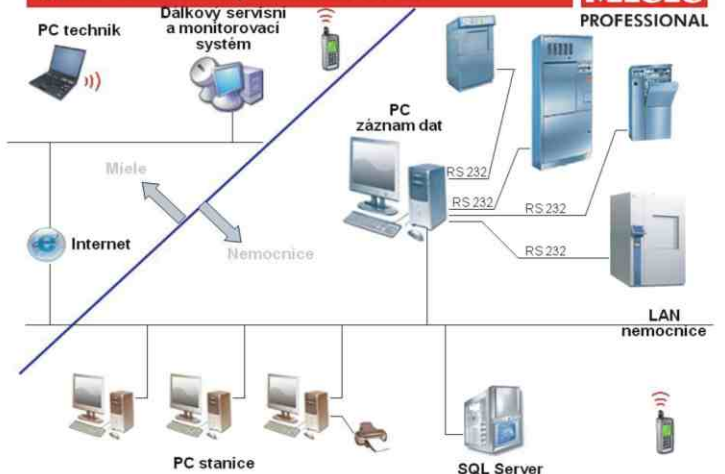 PROFESSIONAL
PC technik
Dálkový servisní
a monitorovací
systém
PC
záznam dat
RS 232
RS 232
RS 232
RS 232
Miele
Nemocnice
Internet
LAN
nemocnice
PC stanice
SQL Server